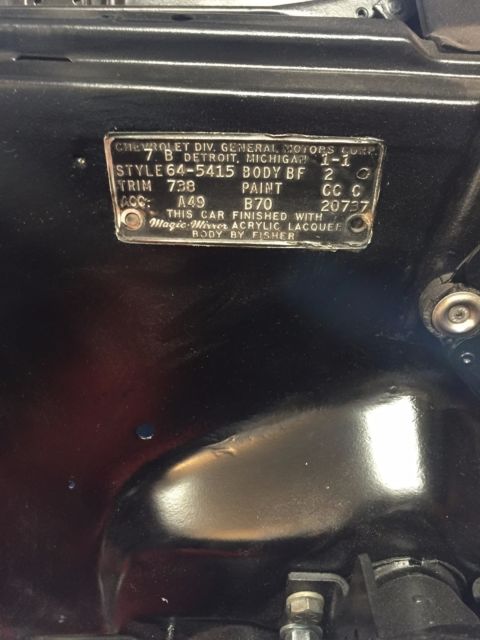 CHEVROLET DIV. GENERAL MOTORS CORP.
7 B DETROIT, MICHIGAN 1-1
STYLE 64-5415 BODY BF 2 G
TRIM 738 PAINT CC C
ACC: A49 B70 20737
THIS CAR FINISHED WITH
Magic-Mirror ACRYLIC LACQUER
BODY BY FISHER